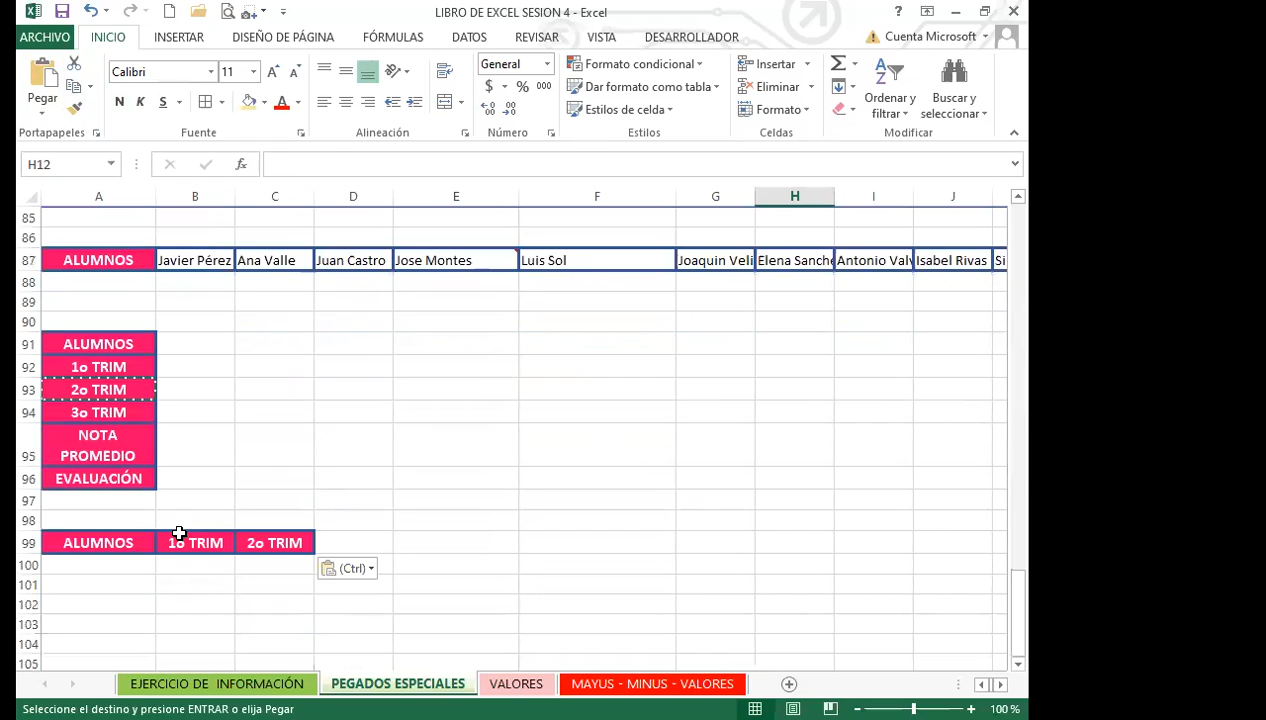 LIBRO DE EXCEL SESION 4 - Excel
ARCHIVO INICIO INSERTAR DISEÑO DE PÁGINA FÓRMULAS DATOS REVISAR VISTA DESARROLLADOR Cuenta Microsoft
Pegar
Calibri 11
N K S
A A
General
$ % 000
Formato condicional
Dar formato como tabla
Estilos de celda
Insertar
Eliminar
Formato
Ordenar y filtrar
Buscar y seleccionar
Portapapeles Fuente Alineación Número Estilos Celdas Modificar
H12 fx
A B C D E F G H I J
85
86
87 ALUMNOS Javier Pérez Ana Valle Juan Castro Jose Montes Luis Sol Joaquin Veli Elena Sanche Antonio Valv Isabel Rivas Si
88
89
90
91 ALUMNOS
92 1o TRIM
93 2o TRIM
94 3o TRIM
95 NOTA PROMEDIO
96 EVALUACIÓN
97
98
99 ALUMNOS 1o TRIM 2o TRIM
100 (Ctrl)
101
102
103
104
105
EJERCICIO DE INFORMACIÓN PEGADOS ESPECIALES VALORES MAYUS - MINUS - VALORES
Seleccione el destino y presione ENTRAR o elija Pegar 100 %